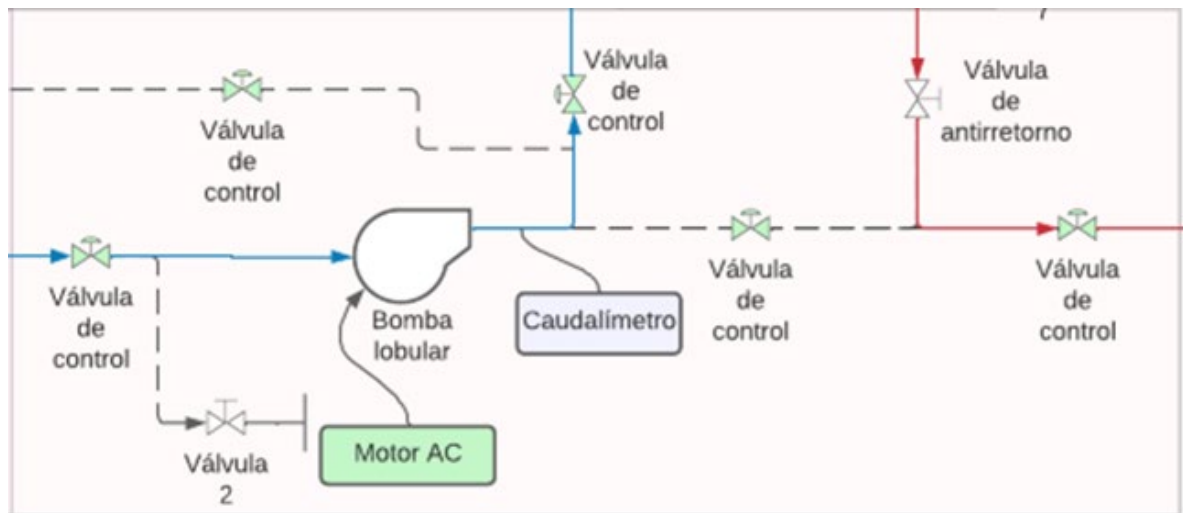 Válvula
de
control
Válvula
de
antirretorno
Válvula
de
control
Válvula
de
control
Bomba
lobular
Caudalímetro
Válvula
de
control
Válvula
de
control
Motor AC
Válvula
2